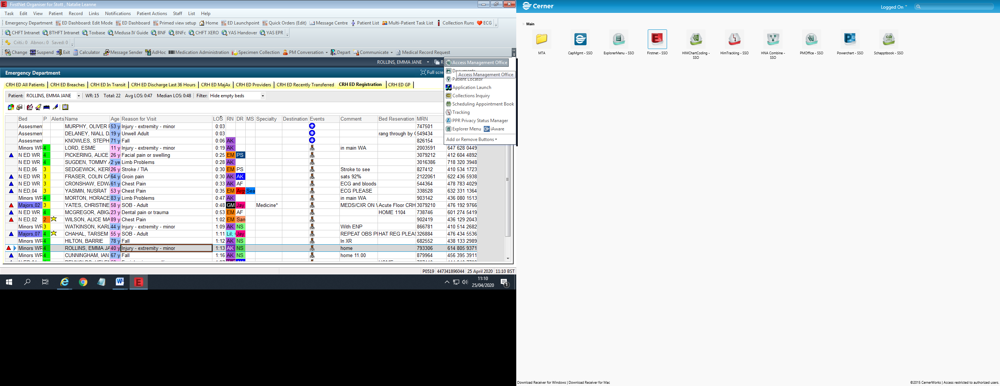 FirstNet Organiser for Stott , Natalie Leanne
Task Edit View Patient Record Links Notifications Patient Actions Staff List Help
Emergency Department ED Dashboard: Edit Mode ED Dashboard Primed view setup Home ED Launchpoint Quick Orders (Edit) Message Centre Patient List Multi-Patient Task List Collection Runs ECG
CHFT Intranet BTHFT Intranet Toxbase Medusa IV Guide BNF BNFc CHFT XERO YAS Handover YAS EPR
Criti.: 0 Abnor.: 0 Saved: 0
Change Suspend Exit Calculator Message Sender AdHoc Medication Administration Specimen Collection PM Conversation Depart Communicate Medical Record Request
ROLLINS, EMMA JANE
Emergency Department Full scre
CRH ED All Patients CRH ED Breaches CRH ED In Transit CRH ED Discharge Last 36 Hours CRH ED MajAx CRH ED Providers CRH ED Recently Transferred CRH ED Registration CRH ED GP
Patient: ROLLINS, EMMA JANE WR: 15 Total: 22 Avg LOS: 0:47 Median LOS: 0:48 Filter: Hide empty beds
Bed P Alerts Name Age Reason for Visit LOS RN DR MS Specialty Destination Events Comment Bed Reservation MRN
Assesment MURPHY, OLIVER 53 y Injury - extremity - minor 0:03 747501
Assesment DELANEY, NIALL D. 19 y Unwell Adult 0:03 rang through by 549434
Assesment KNOWLES, STEPH 71 y Fall 0:06 AK 826154
Minors WR 4 LORD, ESME 11 y Injury - extremity - minor 0:19 AK in main WA 2003591 647 628 0449
N ED WR 4 PICKERING, ALICE 26 y Facial pain or swelling 0:25 EM PS 3079212 412 604 4892
N ED WR 4 SUGDEN, TOMMY 2 ye Limb Problems 0:28 AK 3016386 718 320 3948
N ED,06 3 SEDGEWICK, KERI 26 y Stroke / TIA 0:30 EM PS Stroke to see 827412 410 534 1723
N ED WR 3 FRASER, COLIN CA 64 y Groin pain 0:30 AK AK sats 92% 2122061 622 436 5938
N ED WR 3 CRONSHAW, EDW 61 y Chest Pain 0:33 AK AF ECG and bloods 544364 478 783 4029
N ED,04 3 YASMIN, NUSRAT 53 y Chest Pain 0:35 EM Arg Sea ECG PLEASE 338528 632 331 1364
Minors WR 4 MORTON, HORACE 83 y Limb Problems 0:47 AK in main WA 903142 436 080 1513
Majors,02 3 YATES, CHRISTINE 58 y SOB - Adult 0:48 GM Jay Medicine* MEDS/CXR ON Acute Floor CRH 3079210 476 192 9766
N ED WR 4 MCGREGOR, ABIG 23 y Dental pain or trauma 0:53 EM AF HOME 1104 738746 601 274 5419
N ED,02 2 WILSON, ALICE MA 89 y Chest Pain 1:02 EM Sam 902419 436 129 2043
Minors WR 3 WATKINSON, KARL 44 y Injury - extremity - minor 1:09 AK NS With ENP 866781 410 514 2682
Majors,07 4 CHAHAL, TARSEM 55 y SOB - Adult 1:11 Lil; Jay REPEAT OBS HAT REG PLEAS 326884 476 434 5536
Minors WR 4 HILTON, BARRIE 78 y Fall 1:12 AK NS In XR 682552 438 133 2989
Minors WR 4 ROLLINS, EMMA JA 40 y Injury - extremity - minor 1:13 AK NS home 793306 614 805 9371
Minors WR 4 CUNNINGHAM, IAN 67 y Fall 1:16 AK NS home 11.00 879964 456 395 3911
Access Management Office
Documents
Access Management Office
Patient Locator
Application Launch
Collections Inquiry
Scheduling Appointment Book
Tracking
PPR Privacy Status Manager
Explorer Menu iAware
Add or Remove Buttons
P0519 447341896044 25 April 2020 11:10 BST
11:10
25/04/2020
1
Cerner Logged On
Main
MTA CapMgmt - SSO ExplorerMenu - SSO Firstnet - SSO HIMChartCoding - SSO HimTracking - SSO HNA Combine - SSO PMOffice - SSO Powerchart - SSO Schapptbook - SSO
Download Receiver for Windows | Download Receiver for Mac
©2015 CernerWorks | Access restricted to authorized users.